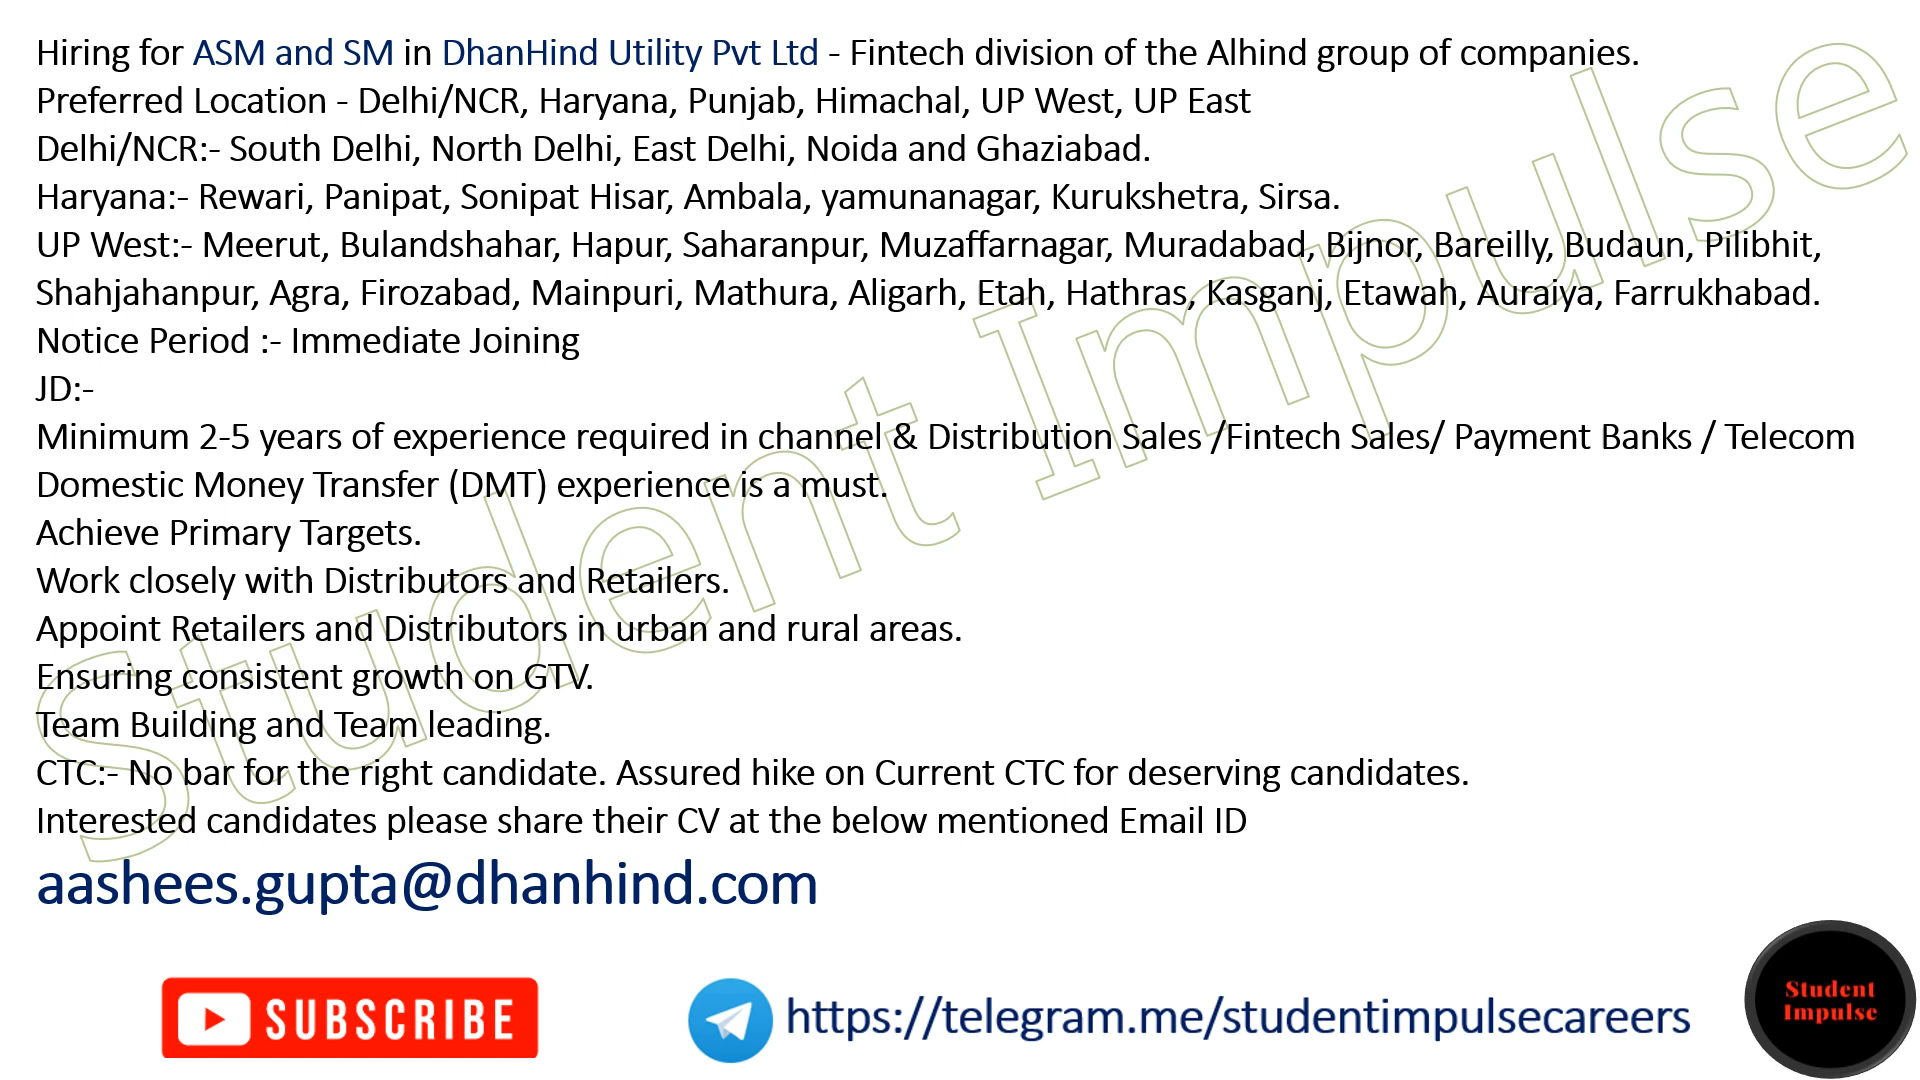 Hiring for ASM and SM in DhanHind Utility Pvt Ltd - Fintech division of the Alhind group of companies.
Preferred Location - Delhi/NCR, Haryana, Punjab, Himachal, UP West, UP East
Delhi/NCR:- South Delhi, North Delhi, East Delhi, Noida and Ghaziabad.
Haryana:- Rewari, Panipat, Sonipat Hisar, Ambala, yamunanagar, Kurukshetra, Sirsa.
UP West:- Meerut, Bulandshahar, Hapur, Saharanpur, Muzaffarnagar, Muradabad, Bijnor, Bareilly, Budaun, Pilibhit,
Shahjahanpur, Agra, Firozabad, Mainpuri, Mathura, Aligarh, Etah, Hathras, Kasganj, Etawah, Auraiya, Farrukhabad.
Notice Period :- Immediate Joining
JD:-
Minimum 2-5 years of experience required in channel & Distribution Sales /Fintech Sales/ Payment Banks / Telecom
Domestic Money Transfer (DMT) experience is a must.
Achieve Primary Targets.
Work closely with Distributors and Retailers.
Appoint Retailers and Distributors in urban and rural areas.
Ensuring consistent growth on GTV.
Team Building and Team leading.
CTC:- No bar for the right candidate. Assured hike on Current CTC for deserving candidates.
Interested candidates please share their CV at the below mentioned Email ID
aashees.gupta@dhanhind.com
Student Impulse
SUBSCRIBE
https://telegram.me/studentimpulsecareers
Student
Impulse